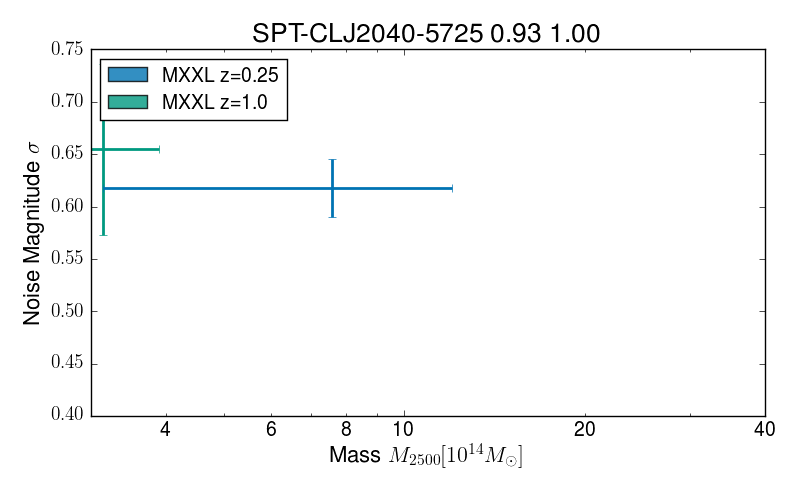 SPT-CLJ2040-5725 0.93 1.00
0.75
0.70
0.65
0.60
0.55
0.50
0.45
0.40
Noise Magnitude σ
MXXL z=0.25
MXXL z=1.0
4 6 8 10 20 40
Mass M₂₅₀₀[10¹⁴M☉]